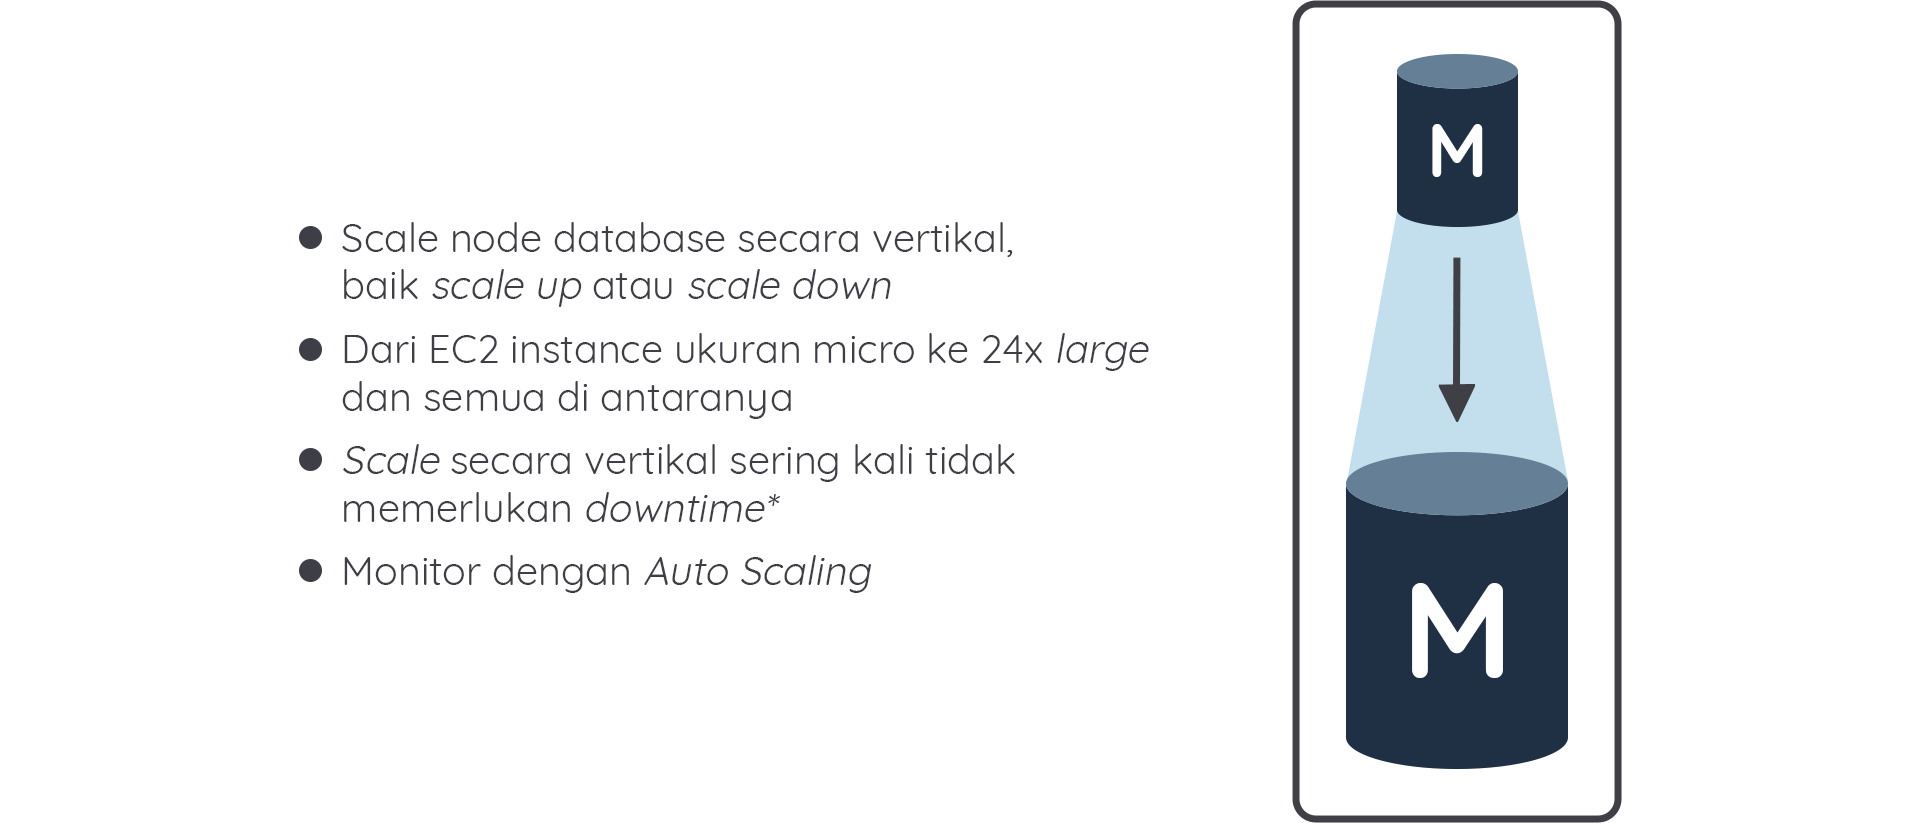 ● Scale node database secara vertikal,
baik scale up atau scale down
● Dari EC2 instance ukuran micro ke 24x large
dan semua di antaranya
● Scale secara vertikal sering kali tidak
memerlukan downtime*
● Monitor dengan Auto Scaling
M
M